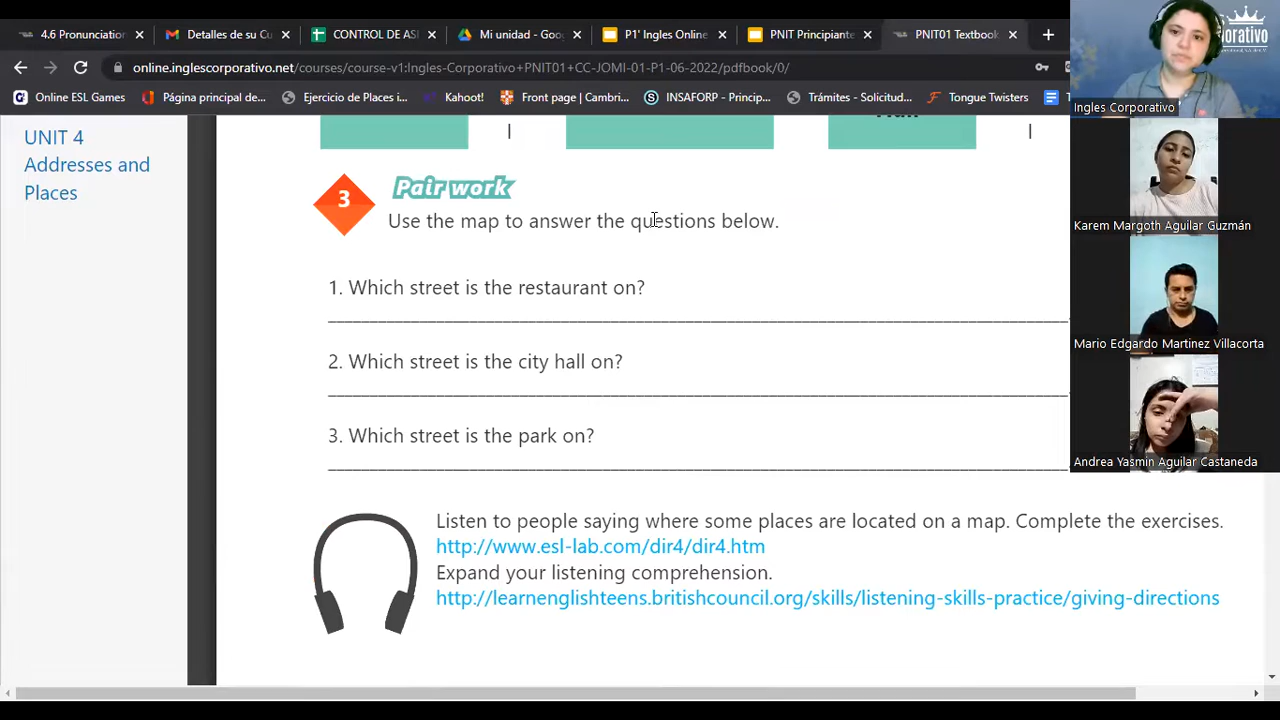 4.6 Pronunciation
Detalles de su Cu
CONTROL DE ASI
Mi unidad - Goog
P1' Ingles Online
PNIT Principiante
PNIT01 Textbook
online.inglescorporativo.net/courses/course-v1:Ingles-Corporativo+PNIT01+CC-JOMI-01-P1-06-2022/pdfbook/0/
Online ESL Games
Página principal de...
Ejercicio de Places i...
Kahoot!
Front page | Cambri...
INSAFORP - Princip...
Trámites - Solicitud...
Tongue Twisters
Ingles Corporativo
UNIT 4
Addresses and
Places
3
Pair work
Use the map to answer the questions below.
1. Which street is the restaurant on?
2. Which street is the city hall on?
3. Which street is the park on?
Listen to people saying where some places are located on a map. Complete the exercises.
http://www.esl-lab.com/dir4/dir4.htm
Expand your listening comprehension.
http://learnenglishteens.britishcouncil.org/skills/listening-skills-practice/giving-directions
Karem Margoth Aguilar Guzmán
Mario Edgardo Martinez Villacorta
Andrea Yasmin Aguilar Castaneda